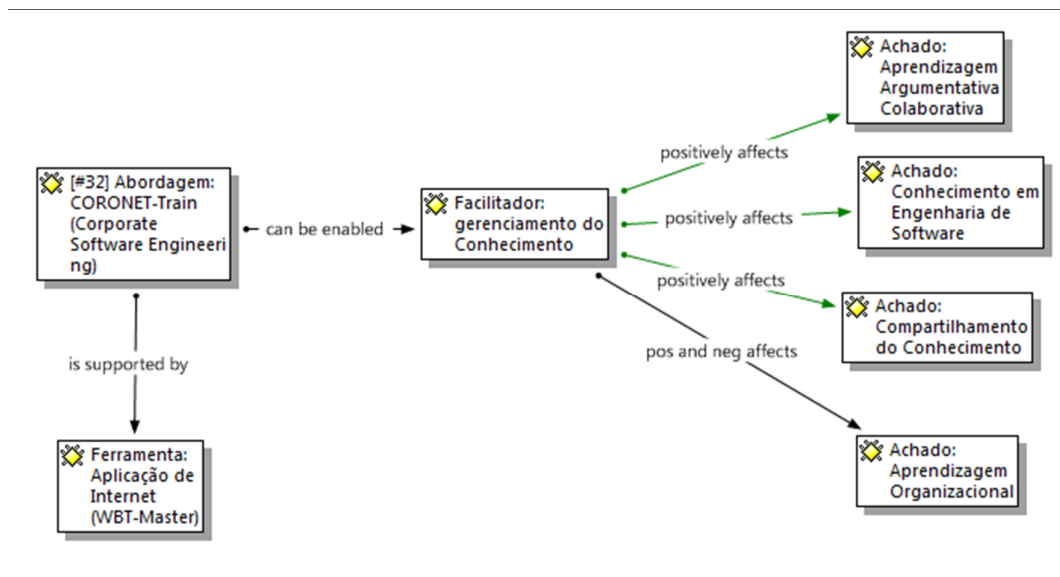 [#32] Abordagem:
CORONET-Train
(Corporate
Software Engineeri
ng)
can be enabled
is supported by
Ferramenta:
Aplicação de
Internet
(WBT-Master)
Facilitador:
gerenciamento do
Conhecimento
positively affects
positively affects
positively affects
pos and neg affects
Achado:
Aprendizagem
Argumentativa
Colaborativa
Achado:
Conhecimento em
Engenharia de
Software
Achado:
Compartilhamento
do Conhecimento
Achado:
Aprendizagem
Organizacional